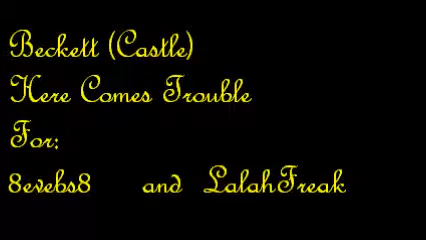 Beckett (Castle)
Here Comes Trouble
For:
8evebs8 and LalahFreak